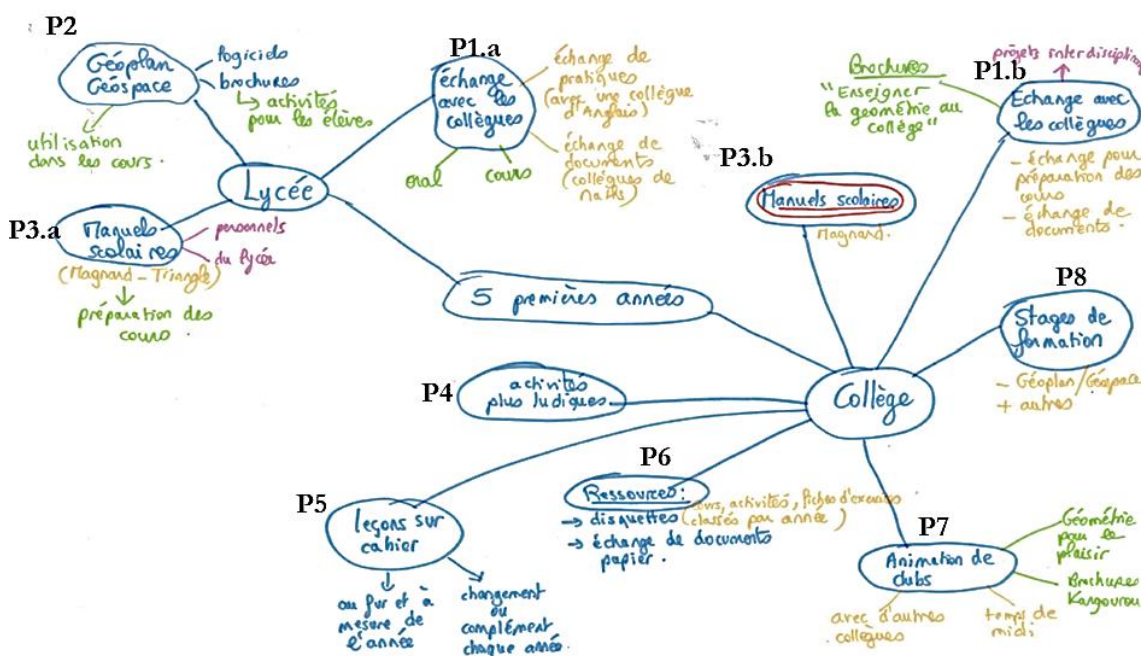 P2
Géoplan
Géospace
logiciels
brochures
↳ activités
pour les élèves
utilisation
dans les cours.
P1.a
échange
avec les
collègues
échange de
pratiques
(avec une collègue
d'Anglais)
échange de
documents
(collègues de
Maths)
oral
cours
Lycée
P3.a
Manuels
scolaires
personnels
du lycée
(Magnard - Triangle)
préparation des
cours
5 premières années
P3.b
Manuels scolaires
Magnard.
projets interdisciplin
P1.b
Echange avec
les collègues
Brochures
"Enseigner
la géométrie au
collège"
- échange pour
préparation des
cours
- échange de
documents.
P8
Stages de
formation
- Géoplan/Géospace
+ autres
Collège
P4
activités
plus ludiques
P5
leçons sur
cahier
au fur et à
mesure de
l'année
changement
ou
complément
chaque année.
P6
Ressources:
→ disquettes (cours, activités, fiches d'exercices
classés par année)
→ échange de documents
papier.
P7
Animation de
clubs
Géométrie
pour le
plaisir
Brochures
Kangourou
avec d'autres
collègues
temps de
midi